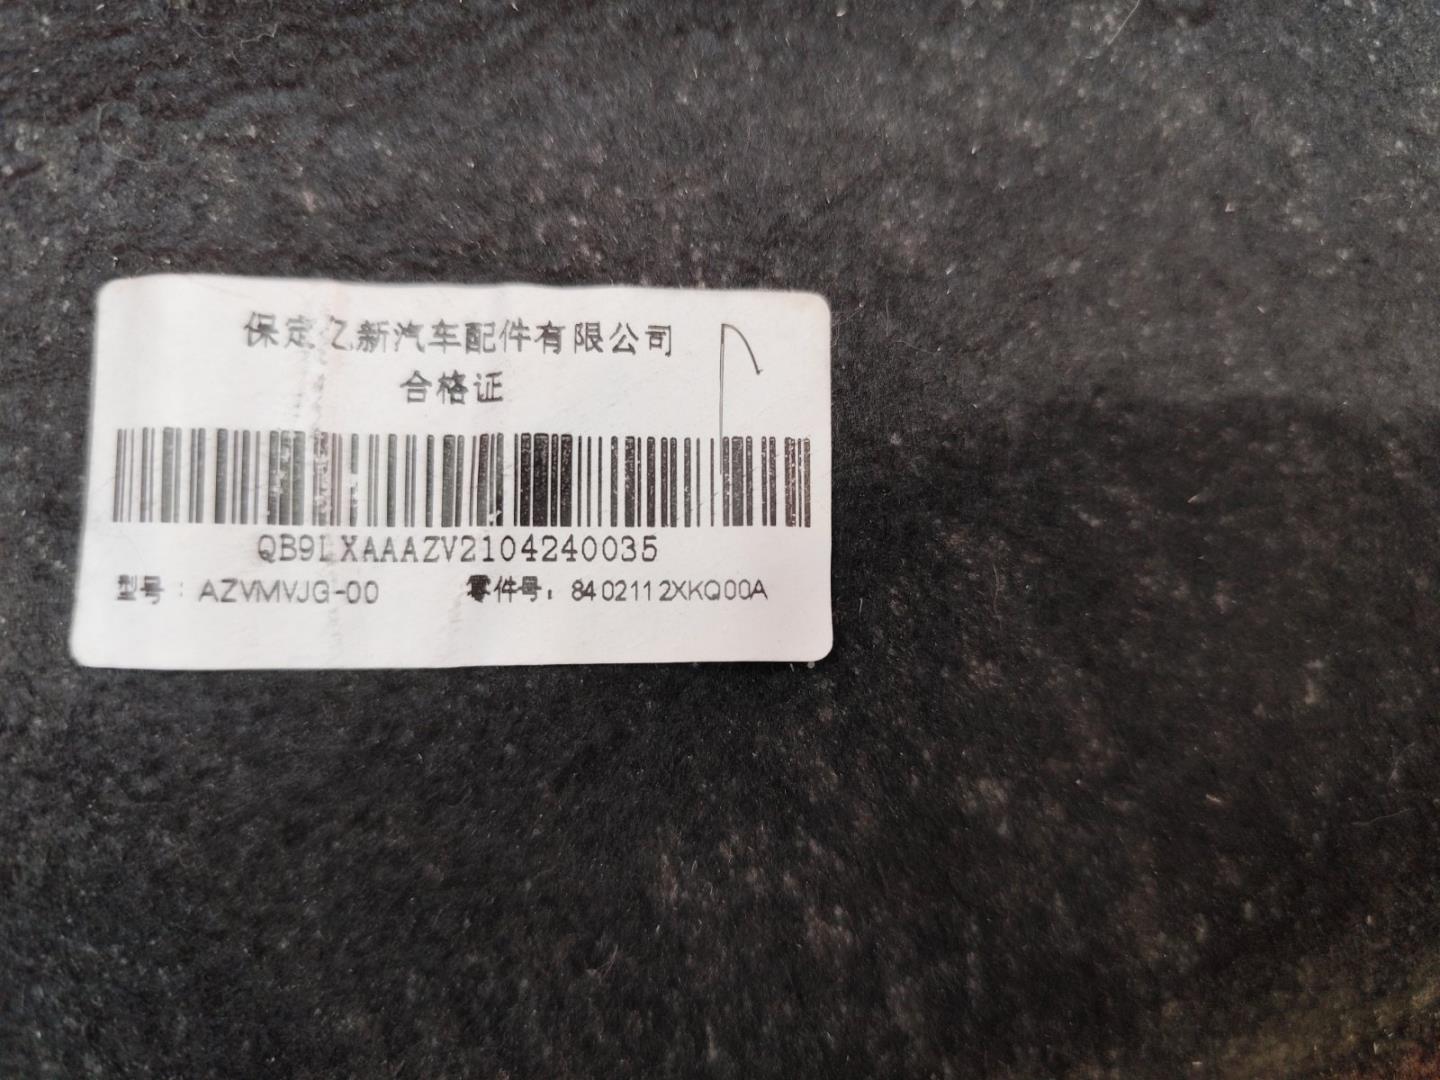 保定亿新汽车配件有限公司
合格证
QB9LXAAAZV2104240035
型号：AZVMVJG-00 零件号：8402112XKQ00A